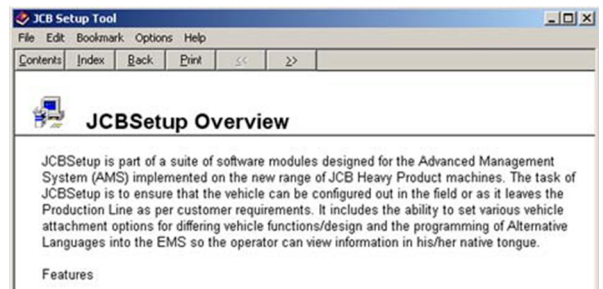 JCB Setup Tool
File Edit Bookmark Options Help
Contents Index Back Print << >>
JCBSetup Overview
JCBSetup is part of a suite of software modules designed for the Advanced Management
System (AMS) implemented on the new range of JCB Heavy Product machines. The task of
JCBSetup is to ensure that the vehicle can be configured out in the field or as it leaves the
Production Line as per customer requirements. It includes the ability to set various vehicle
attachment options for differing vehicle functions/design and the programming of Alternative
Languages into the EMS so the operator can view information in his/her native tongue.
Features